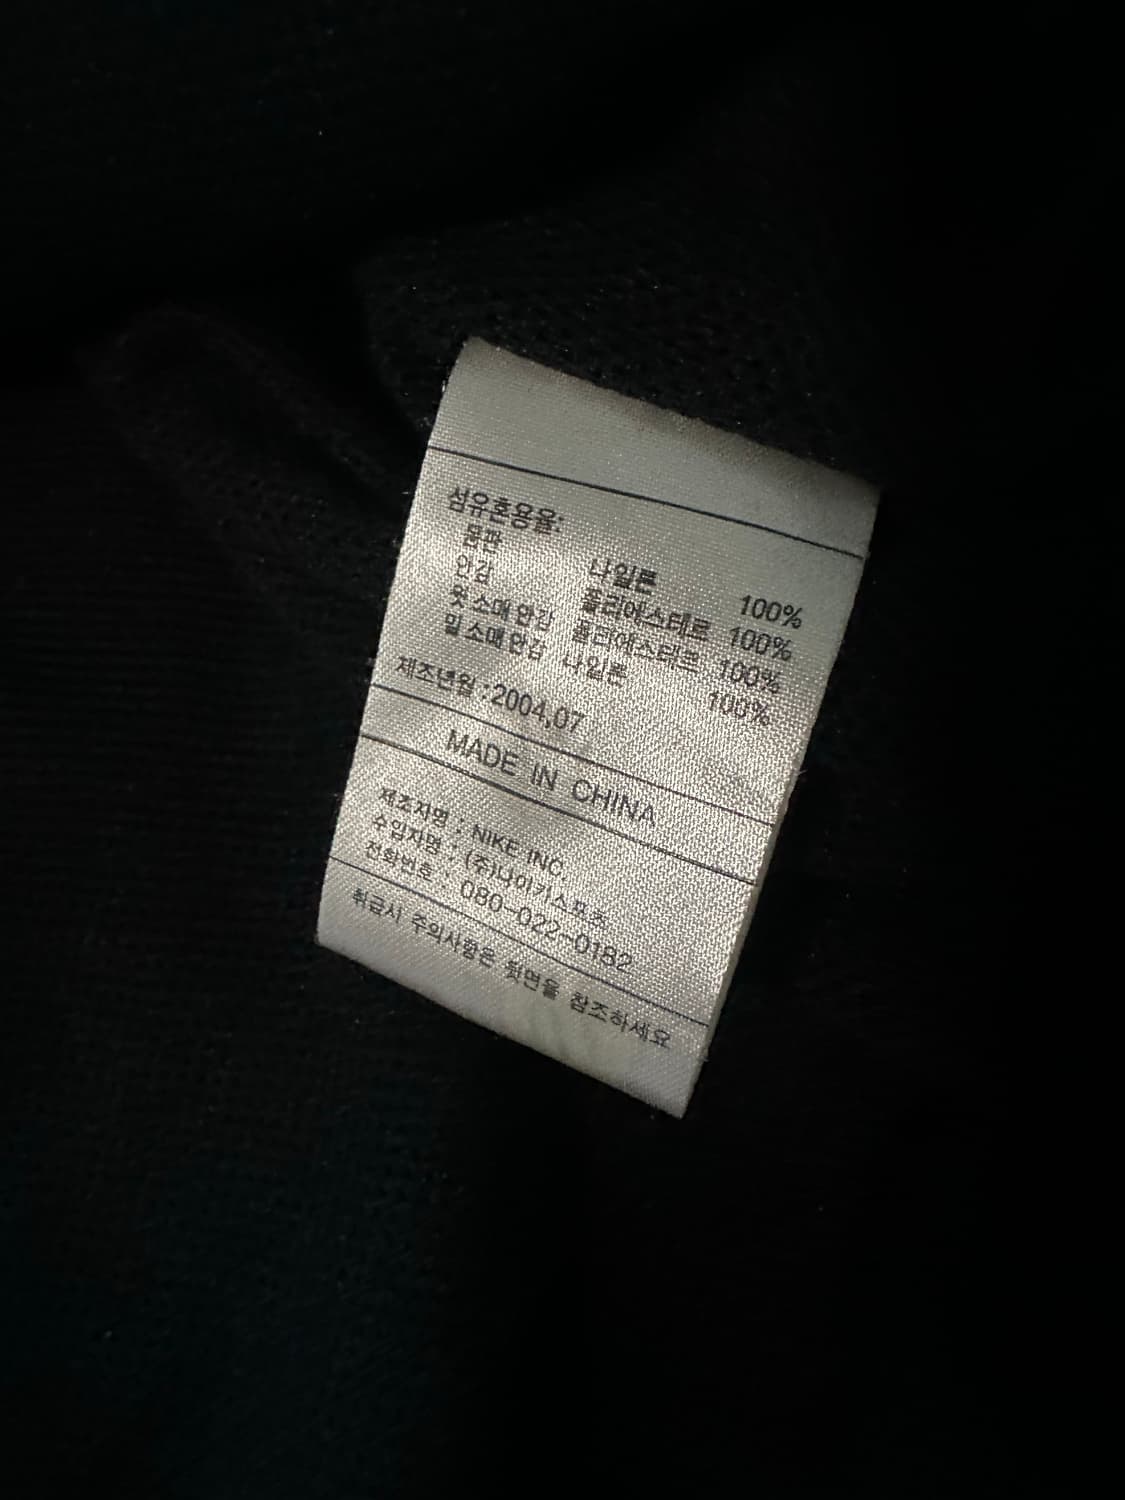 섬유혼용율:
몸판 나일론 100%
안감 폴리에스테르 100%
윗 소매 안감 폴리에스테르 100%
밑 소매 안감 나일론 100%
제조년월 : 2004,07
MADE IN CHINA
제조자명 : NIKE INC.
수입자명 : (주)나이키스포츠
전화번호 : 080-022-0182
취급시 주의사항은 뒷면을 참조하세요